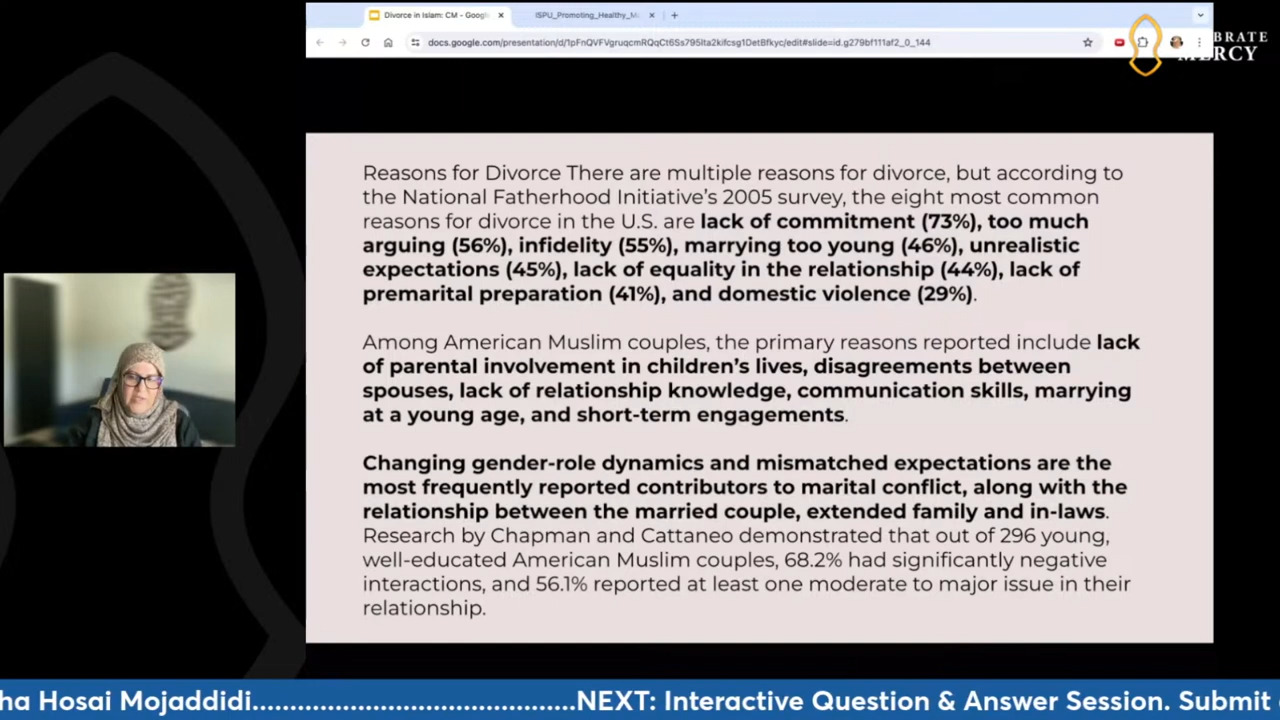 Divorce in Islam: CM - Googl
ISPU_Promoting_Healthy_M
docs.google.com/presentation/d/1pFnQVFVgruqcmRQqCt6Ss795Ita2kifcsg1DetBfkyc/edit#slide=id.g279bf111af2_0_144
BRATE
MERCY
Reasons for Divorce There are multiple reasons for divorce, but according to
the National Fatherhood Initiative's 2005 survey, the eight most common
reasons for divorce in the U.S. are lack of commitment (73%), too much
arguing (56%), infidelity (55%), marrying too young (46%), unrealistic
expectations (45%), lack of equality in the relationship (44%), lack of
premarital preparation (41%), and domestic violence (29%).
Among American Muslim couples, the primary reasons reported include lack
of parental involvement in children's lives, disagreements between
spouses, lack of relationship knowledge, communication skills, marrying
at a young age, and short-term engagements.
Changing gender-role dynamics and mismatched expectations are the
most frequently reported contributors to marital conflict, along with the
relationship between the married couple, extended family and in-laws.
Research by Chapman and Cattaneo demonstrated that out of 296 young,
well-educated American Muslim couples, 68.2% had significantly negative
interactions, and 56.1% reported at least one moderate to major issue in their
relationship.
ha Hosai Mojaddidi....................................NEXT: Interactive Question & Answer Session. Submit